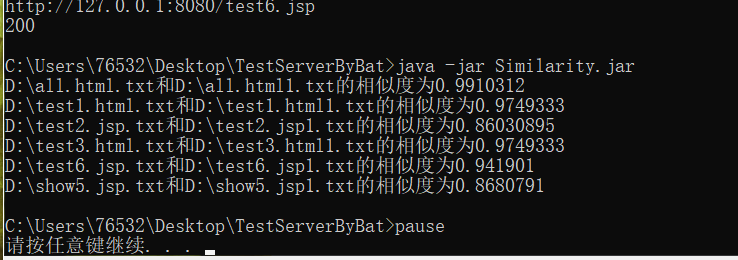 http://127.0.0.1:8080/test6.jsp
200
C:\Users\76532\Desktop\TestServerByBat>java -jar Similarity.jar
D:\all.html.txt和D:\all.html1.txt的相似度为0.9910312
D:\test1.html.txt和D:\test1.html1.txt的相似度为0.9749333
D:\test2.jsp.txt和D:\test2.jsp1.txt的相似度为0.86030895
D:\test3.html.txt和D:\test3.html1.txt的相似度为0.9749333
D:\test6.jsp.txt和D:\test6.jsp1.txt的相似度为0.941901
D:\show5.jsp.txt和D:\show5.jsp1.txt的相似度为0.8680791
C:\Users\76532\Desktop\TestServerByBat>pause
请按任意键继续. . .